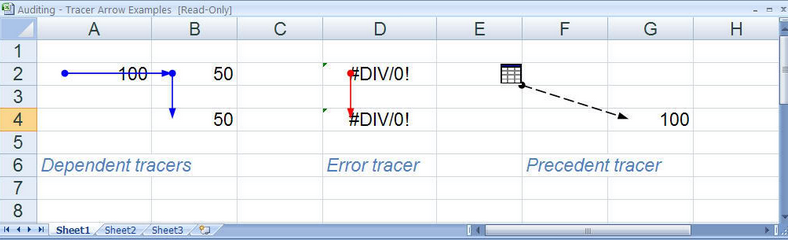 Auditing - Tracer Arrow Examples [Read-Only]
A B C D E F G H
1
2 100 50 #DIV/0!
3
4 50 #DIV/0! 100
5
6 Dependent tracers Error tracer Precedent tracer
7
8
Sheet1 Sheet2 Sheet3